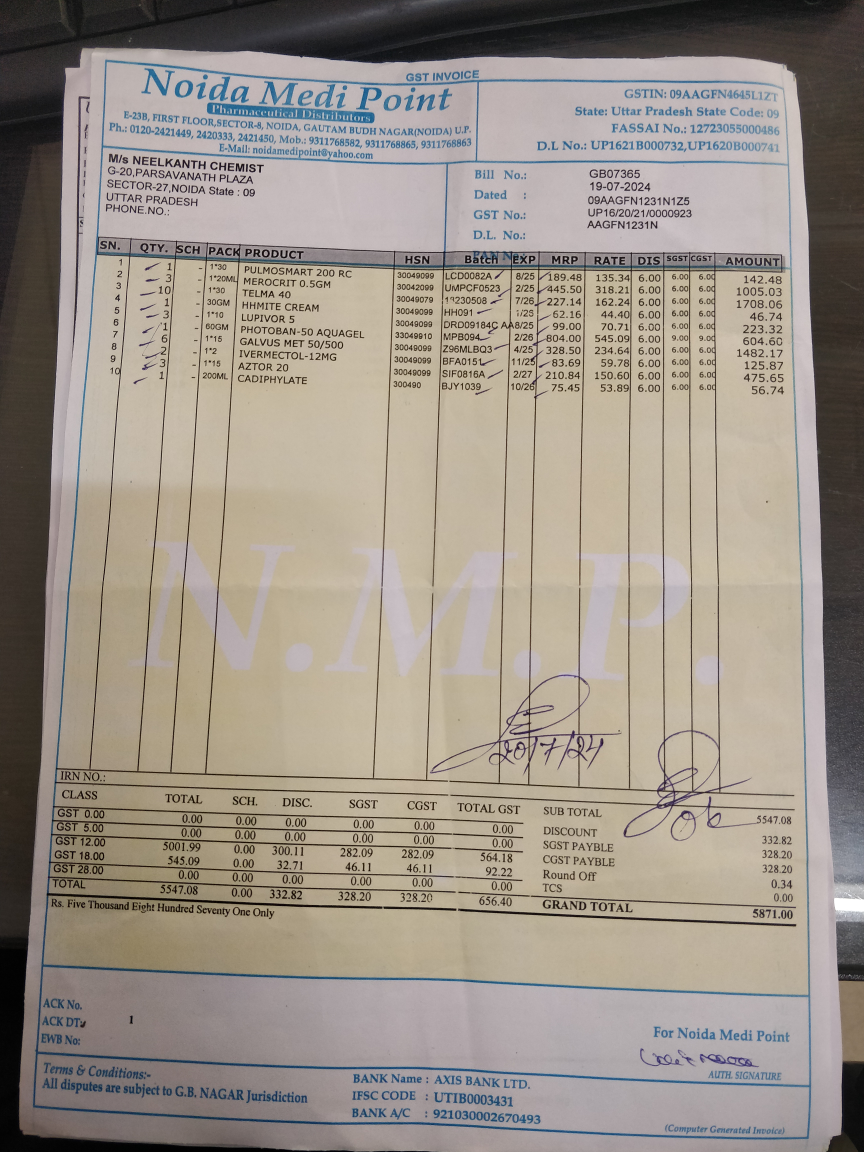 GST INVOICE
Noida Medi Point
Pharmaceutical Distributors
E-23B, FIRST FLOOR,SECTOR-8, NOIDA, GAUTAM BUDH NAGAR(NOIDA) U.P.
Ph.: 0120-2421449, 2420333, 2421450, Mob.: 9311768582, 9311768865, 9311768863
E-Mail: noidamedipoint@yahoo.com
GSTIN: 09AAGFN4645L1ZT
State: Uttar Pradesh State Code: 09
FASSAI No.: 12723055000486
D.L No.: UP1621B000732,UP1620B000741
M/s NEELKANTH CHEMIST
G-20,PARSAVANATH PLAZA
SECTOR-27,NOIDA State : 09
UTTAR PRADESH
PHONE.NO.:
Bill No.: GB07365
Dated : 19-07-2024
GST No.: 09AAGFN1231N1Z5
D.L. No.: UP16/20/21/0000923
PAN No.: AAGFN1231N
SN. QTY. SCH PACK PRODUCT HSN Batch EXP MRP RATE DIS SGST CGST AMOUNT
1 1 - 1*30 PULMOSMART 200 RC 30049099 LCD0082A 8/25 189.48 135.34 6.00 6.00 6.00 142.48
2 3 - 1*20ML MEROCRIT 0.5GM 30042099 UMPCF0523 2/25 445.50 318.21 6.00 6.00 6.00 1005.03
3 10 - 1*30 TELMA 40 30049079 230508 7/26 227.14 162.24 6.00 6.00 6.00 1708.06
4 1 - 30GM HHMITE CREAM 30049099 HH091 62.16 44.40 6.00 6.00 6.00 46.74
5 3 - 1*10 LUPIVOR 5 30049099 DRD09184C AA8/25 99.00 70.71 6.00 6.00 6.00 223.32
6 1 - 60GM PHOTOBAN-50 AQUAGEL 33049910 MPB094 2/26 804.00 545.09 6.00 9.00 9.00 604.60
7 6 - 1*15 GALVUS MET 50/500 30049099 Z96MLBQ3 4/25 328.50 234.64 6.00 6.00 6.00 1482.17
8 2 - 1*2 IVERMECTOL-12MG 30049099 BFA0151 11/25 83.69 59.78 6.00 6.00 6.00 125.87
9 3 - 1*15 AZTOR 20 30049099 SIF0816A 2/27 210.84 150.60 6.00 6.00 6.00 475.65
10 1 - 200ML CADIPHYLATE 300490 BJY1039 10/26 75.45 53.89 6.00 6.00 6.00 56.74
N.M.P.
20/7/24
IRN NO.:
CLASS TOTAL SCH. DISC. SGST CGST TOTAL GST
GST 0.00 0.00 0.00 0.00 0.00 0.00 0.00
GST 5.00 0.00 0.00 0.00 0.00 0.00 0.00
GST 12.00 5001.99 0.00 300.11 282.09 282.09 564.18
GST 18.00 545.09 0.00 32.71 46.11 46.11 92.22
GST 28.00 0.00 0.00 0.00 0.00 0.00 0.00
TOTAL 5547.08 0.00 332.82 328.20 328.20 656.40
SUB TOTAL 5547.08
DISCOUNT 332.82
SGST PAYBLE 328.20
CGST PAYBLE 328.20
Round Off 0.34
TCS 0.00
GRAND TOTAL 5871.00
Rs. Five Thousand Eight Hundred Seventy One Only
ACK No.
ACK DT: 1
EWB No:
For Noida Medi Point
AUTH. SIGNATURE
Terms & Conditions:-
All disputes are subject to G.B. NAGAR Jurisdiction
BANK Name : AXIS BANK LTD.
IFSC CODE : UTIB0003431
BANK A/C : 921030002670493
(Computer Generated Invoice)